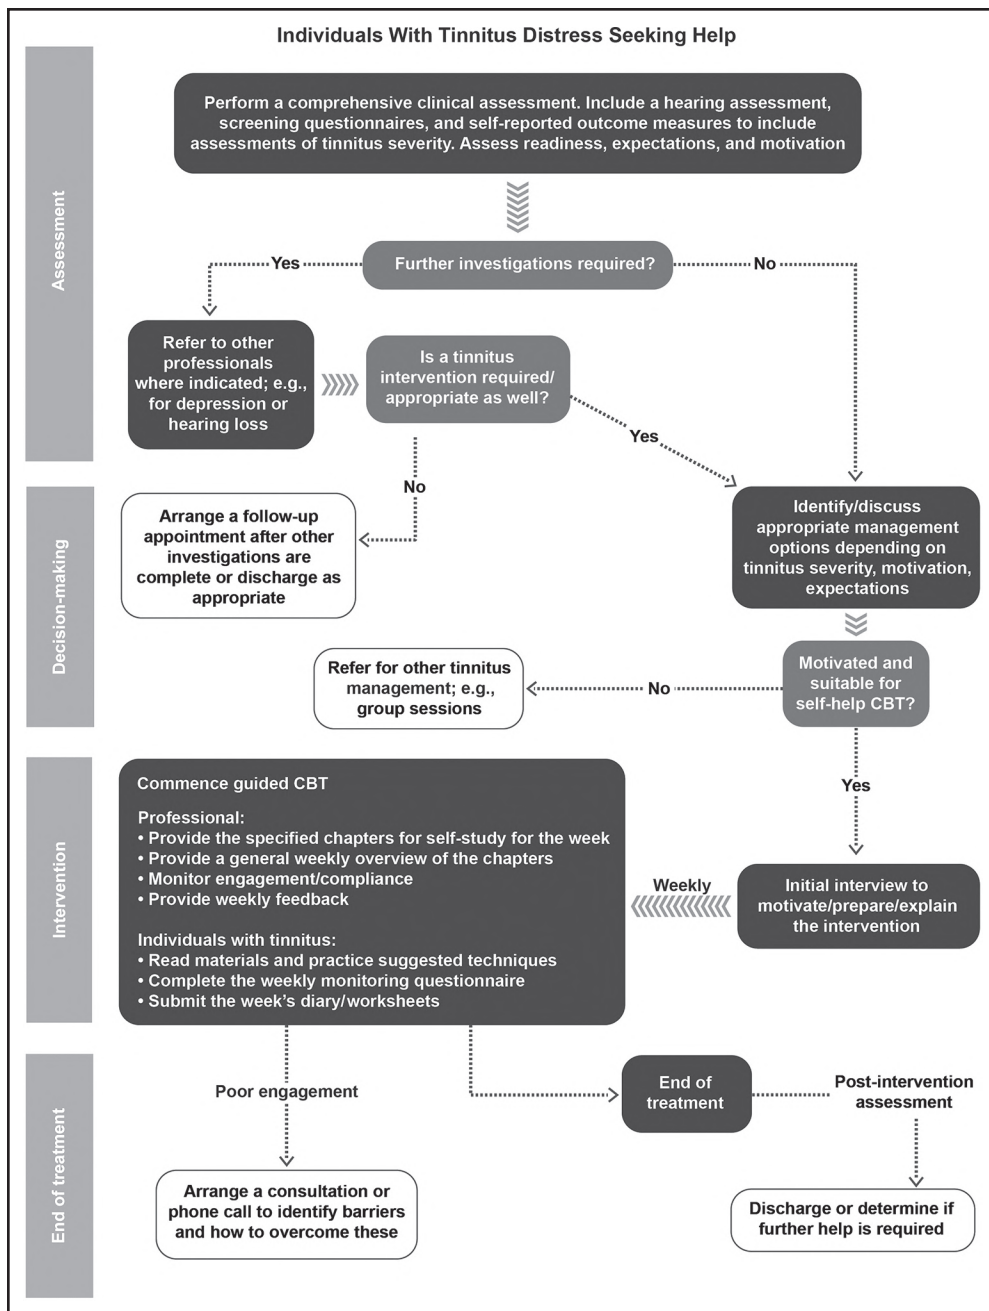 Individuals With Tinnitus Distress Seeking Help
Assessment
Perform a comprehensive clinical assessment. Include a hearing assessment,
screening questionnaires, and self-reported outcome measures to include
assessments of tinnitus severity. Assess readiness, expectations, and motivation
Yes
Further investigations required?
No
Refer to other
professionals
where indicated; e.g.,
for depression or
hearing loss
Is a tinnitus
intervention required/
appropriate as well?
Yes
No
Decision-making
Arrange a follow-up
appointment after other
investigations are
complete or discharge as
appropriate
Identify/discuss
appropriate management
options depending on
tinnitus severity, motivation,
expectations
Refer for other tinnitus
management; e.g.,
group sessions
No
Motivated and
suitable for
self-help CBT?
Yes
Intervention
Commence guided CBT
Professional:
• Provide the specified chapters for self-study for the week
• Provide a general weekly overview of the chapters
• Monitor engagement/compliance
• Provide weekly feedback
Individuals with tinnitus:
• Read materials and practice suggested techniques
• Complete the weekly monitoring questionnaire
• Submit the week's diary/worksheets
Weekly
Initial interview to
motivate/prepare/explain
the intervention
End of treatment
Poor engagement
End of
treatment
Post-intervention
assessment
Arrange a consultation or
phone call to identify barriers
and how to overcome these
Discharge or determine if
further help is required